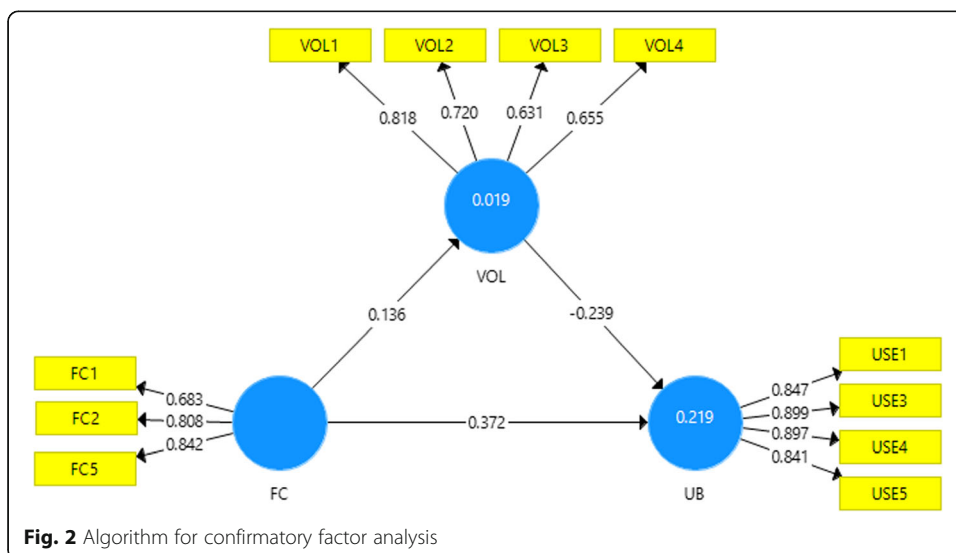 VOL1 VOL2 VOL3 VOL4
0.818 0.720 0.631 0.655
0.019
VOL
0.136 -0.239
FC1
FC2
FC5
0.683
0.808
0.842
FC
0.372
0.219
UB
0.847
0.899
0.897
0.841
USE1
USE3
USE4
USE5
Fig. 2 Algorithm for confirmatory factor analysis